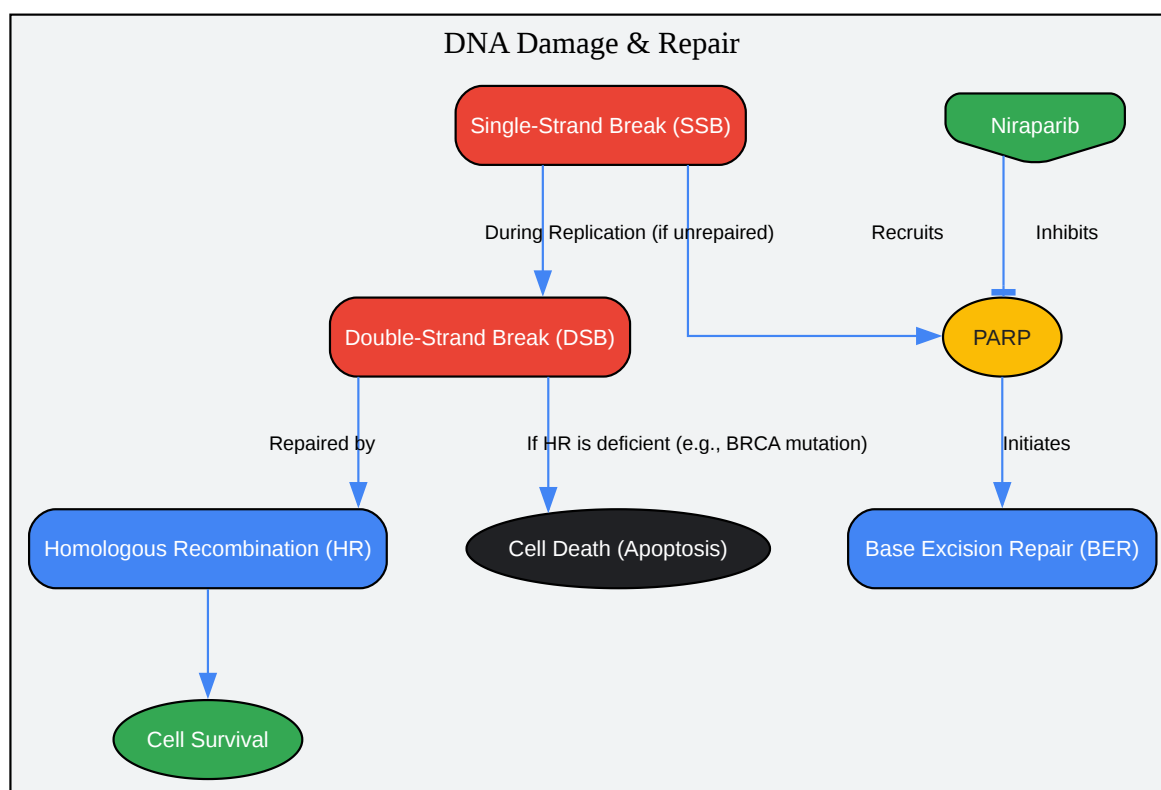 DNA Damage & Repair
Single-Strand Break (SSB)
Niraparib
During Replication (if unrepaired)
Recruits
Inhibits
Double-Strand Break (DSB)
PARP
Repaired by
If HR is deficient (e.g., BRCA mutation)
Initiates
Homologous Recombination (HR)
Cell Death (Apoptosis)
Base Excision Repair (BER)
Cell Survival